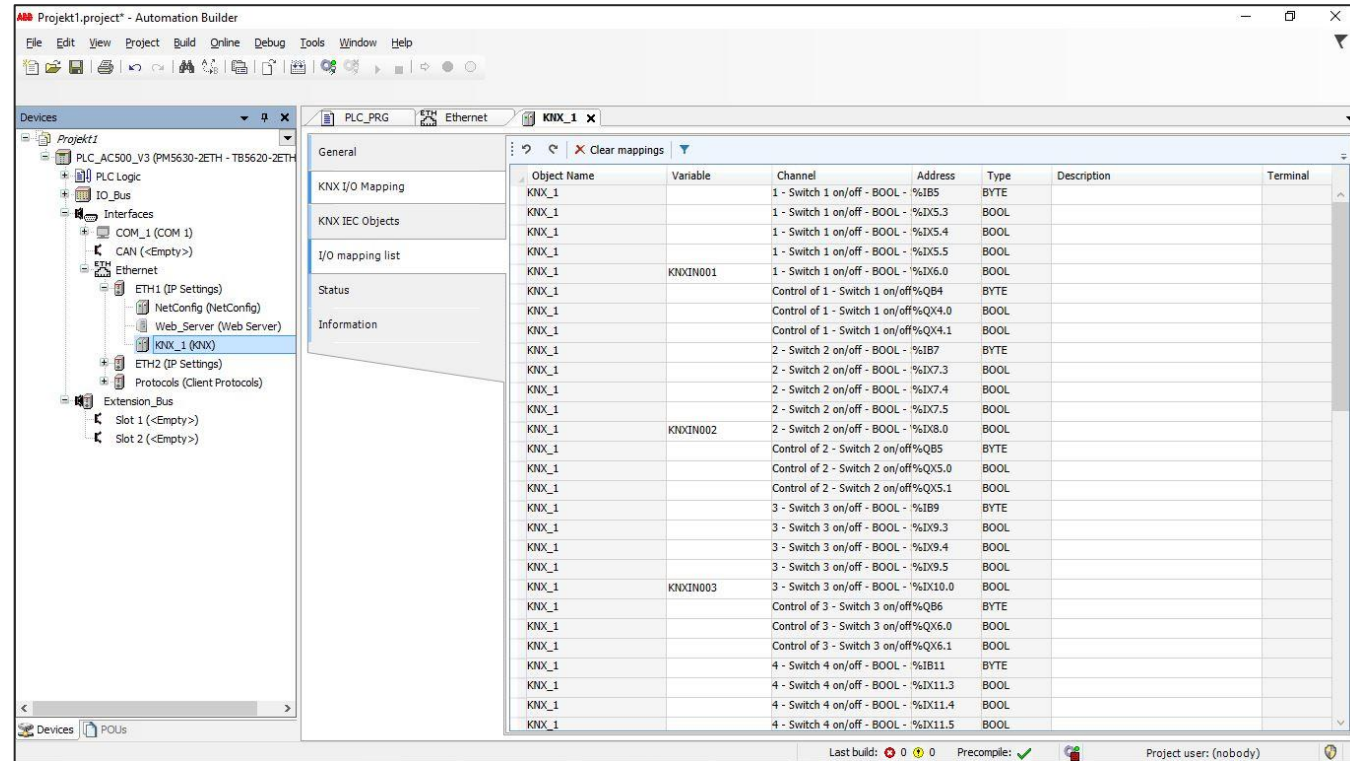 ABB Projekt1.project* - Automation Builder
File Edit View Project Build Online Debug Tools Window Help
Devices
Projekt1
PLC_AC500_V3 (PM5630-2ETH - TB5620-2ETH
PLC Logic
IO_Bus
Interfaces
COM_1 (COM 1)
CAN (<Empty>)
ETH Ethernet
ETH1 (IP Settings)
NetConfig (NetConfig)
Web_Server (Web Server)
KNX_1 (KNX)
ETH2 (IP Settings)
Protocols (Client Protocols)
Extension_Bus
Slot 1 (<Empty>)
Slot 2 (<Empty>)
Devices POUs
PLC_PRG ETH Ethernet KNX_1 X
General
KNX I/O Mapping
KNX IEC Objects
I/O mapping list
Status
Information
Clear mappings
Object Name Variable Channel Address Type Description Terminal
KNX_1 1 - Switch 1 on/off - BOOL - %IB5 BYTE
KNX_1 1 - Switch 1 on/off - BOOL - %IX5.3 BOOL
KNX_1 1 - Switch 1 on/off - BOOL - %IX5.4 BOOL
KNX_1 1 - Switch 1 on/off - BOOL - %IX5.5 BOOL
KNX_1 KNXIN001 1 - Switch 1 on/off - BOOL - %IX6.0 BOOL
KNX_1 Control of 1 - Switch 1 on/off %QB4 BYTE
KNX_1 Control of 1 - Switch 1 on/off %QX4.0 BOOL
KNX_1 Control of 1 - Switch 1 on/off %QX4.1 BOOL
KNX_1 2 - Switch 2 on/off - BOOL - %IB7 BYTE
KNX_1 2 - Switch 2 on/off - BOOL - %IX7.3 BOOL
KNX_1 2 - Switch 2 on/off - BOOL - %IX7.4 BOOL
KNX_1 2 - Switch 2 on/off - BOOL - %IX7.5 BOOL
KNX_1 KNXIN002 2 - Switch 2 on/off - BOOL - %IX8.0 BOOL
KNX_1 Control of 2 - Switch 2 on/off %QB5 BYTE
KNX_1 Control of 2 - Switch 2 on/off %QX5.0 BOOL
KNX_1 Control of 2 - Switch 2 on/off %QX5.1 BOOL
KNX_1 3 - Switch 3 on/off - BOOL - %IB9 BYTE
KNX_1 3 - Switch 3 on/off - BOOL - %IX9.3 BOOL
KNX_1 3 - Switch 3 on/off - BOOL - %IX9.4 BOOL
KNX_1 3 - Switch 3 on/off - BOOL - %IX9.5 BOOL
KNX_1 KNXIN003 3 - Switch 3 on/off - BOOL - %IX10.0 BOOL
KNX_1 Control of 3 - Switch 3 on/off %QB6 BYTE
KNX_1 Control of 3 - Switch 3 on/off %QX6.0 BOOL
KNX_1 Control of 3 - Switch 3 on/off %QX6.1 BOOL
KNX_1 4 - Switch 4 on/off - BOOL - %IB11 BYTE
KNX_1 4 - Switch 4 on/off - BOOL - %IX11.3 BOOL
KNX_1 4 - Switch 4 on/off - BOOL - %IX11.4 BOOL
KNX_1 4 - Switch 4 on/off - BOOL - %IX11.5 BOOL
Last build: 0 0 Precompile: Project user: (nobody)